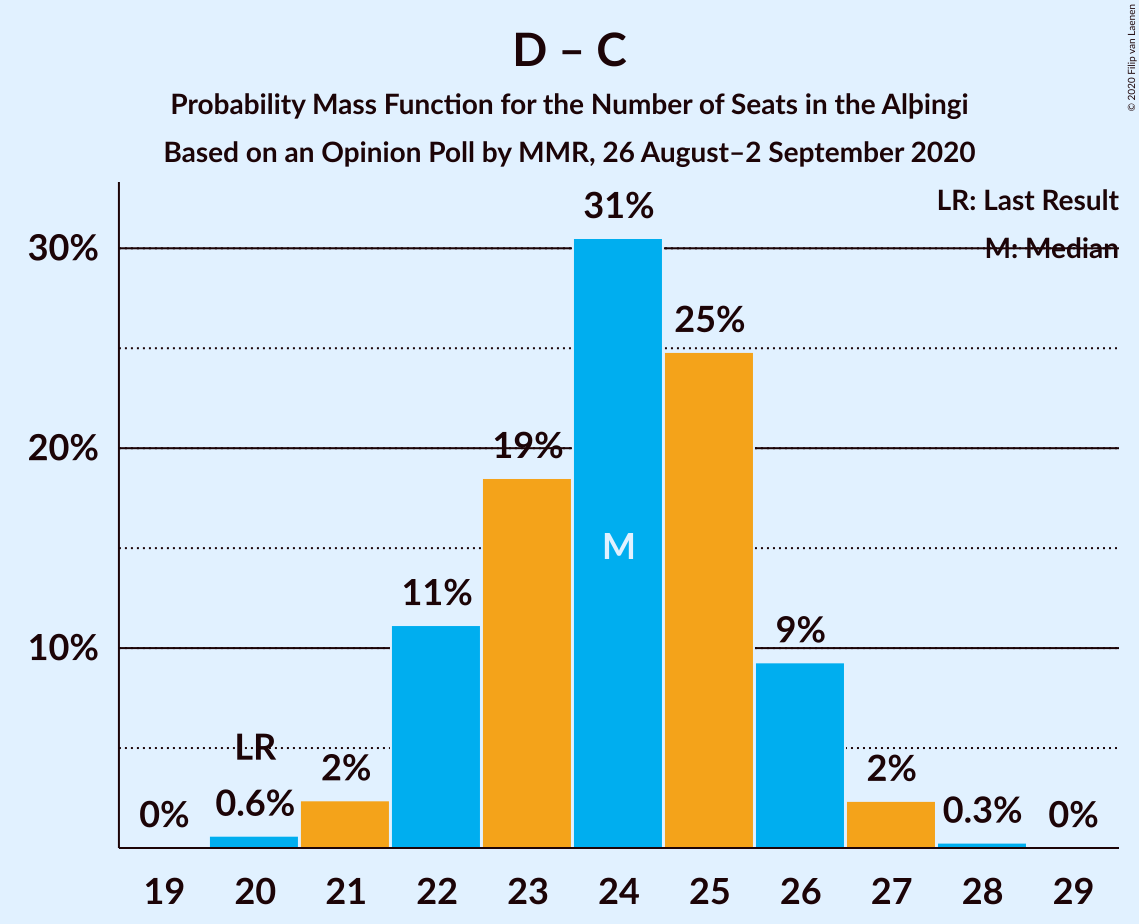 D – C
Probability Mass Function for the Number of Seats in the Alþingi
Based on an Opinion Poll by MMR, 26 August–2 September 2020
© 2020 Filip van Laenen
LR: Last Result
M: Median
30%
20%
10%
0%
LR
0.6%
2%
11%
19%
31%
M
25%
9%
2%
0.3%
0%
19 20 21 22 23 24 25 26 27 28 29